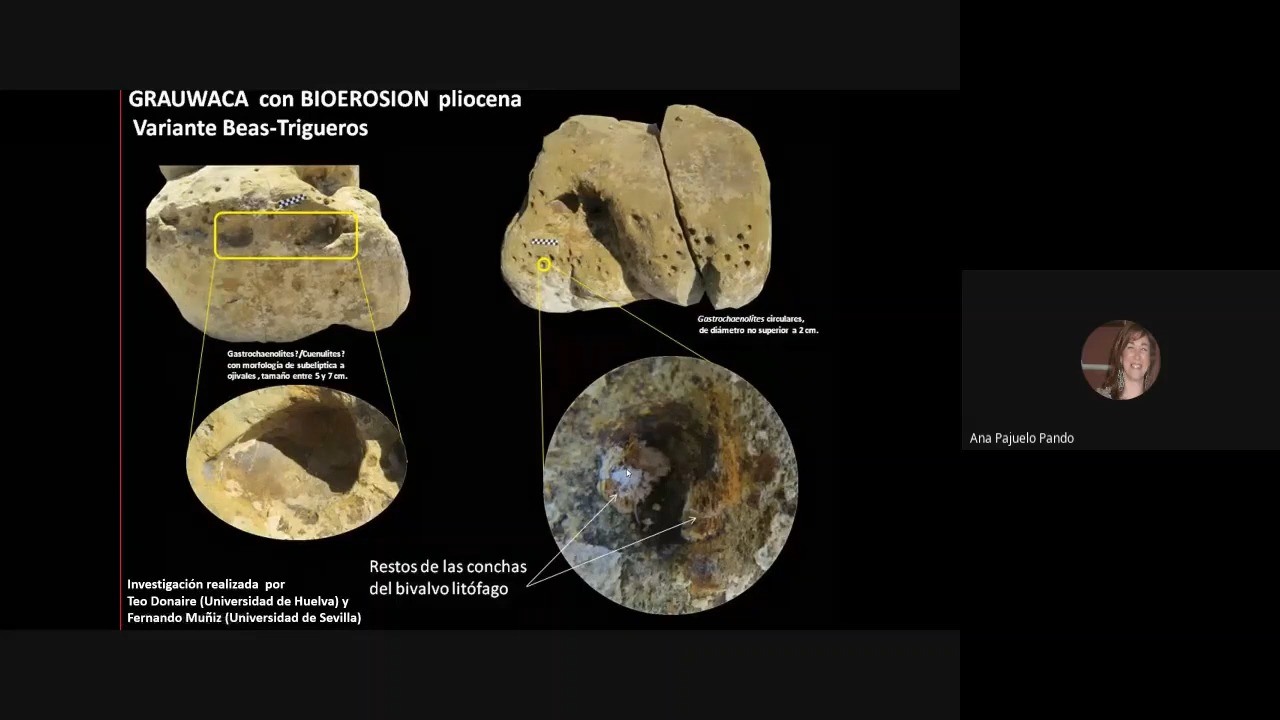 GRAUWACA con BIOEROSION pliocena
Variante Beas-Trigueros
Gastrochaenolites circulares,
de diámetro no superior a 2 cm.
Gastrochaenolites?/Cuenulites?
con morfología de subelíptica a
ojivales, tamaño entre 5 y 7 cm.
Ana Pajuelo Pando
Restos de las conchas
del bivalvo litófago
Investigación realizada por
Teo Donaire (Universidad de Huelva) y
Fernando Muñiz (Universidad de Sevilla)